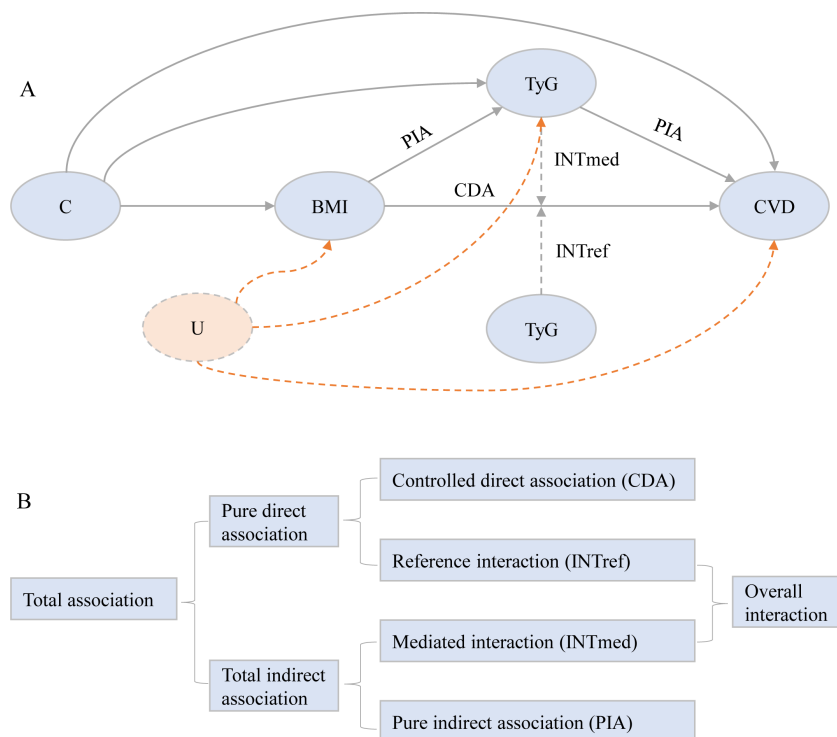 A
TyG
PIA
PIA
INTmed
CDA
C
BMI
CVD
INTref
U
TyG
B
Controlled direct association (CDA)
Pure direct
association
Reference interaction (INTref)
Total association
Overall
interaction
Mediated interaction (INTmed)
Total indirect
association
Pure indirect association (PIA)